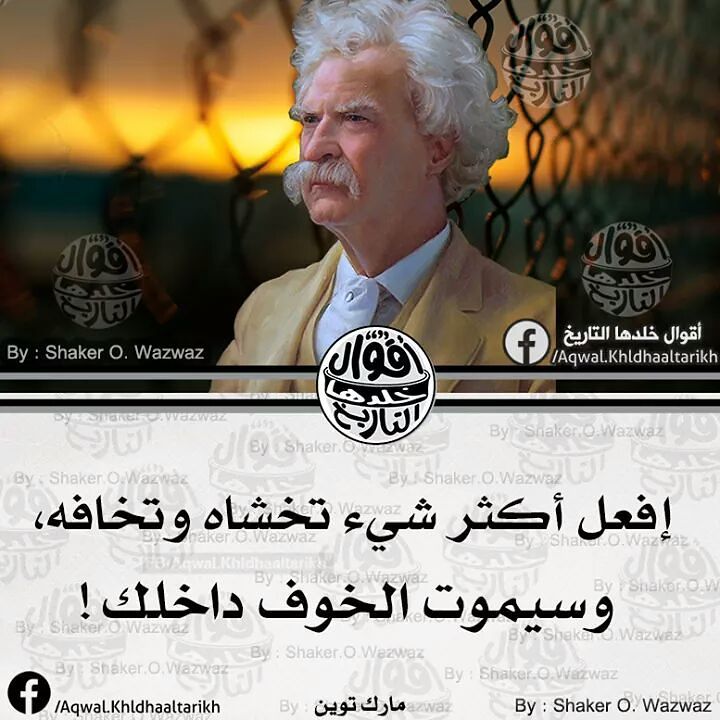 أقوال خلدها التاريخ
By : Shaker O. Wazwaz
/Aqwal.Khldhaaltarikh
أقوال خلدها التاريخ
إفعل أكثر شيء تخشاه وتخافه،
وسيموت الخوف داخلك !
/Aqwal.Khldhaaltarikh
مارك توين
By : Shaker O. Wazwaz